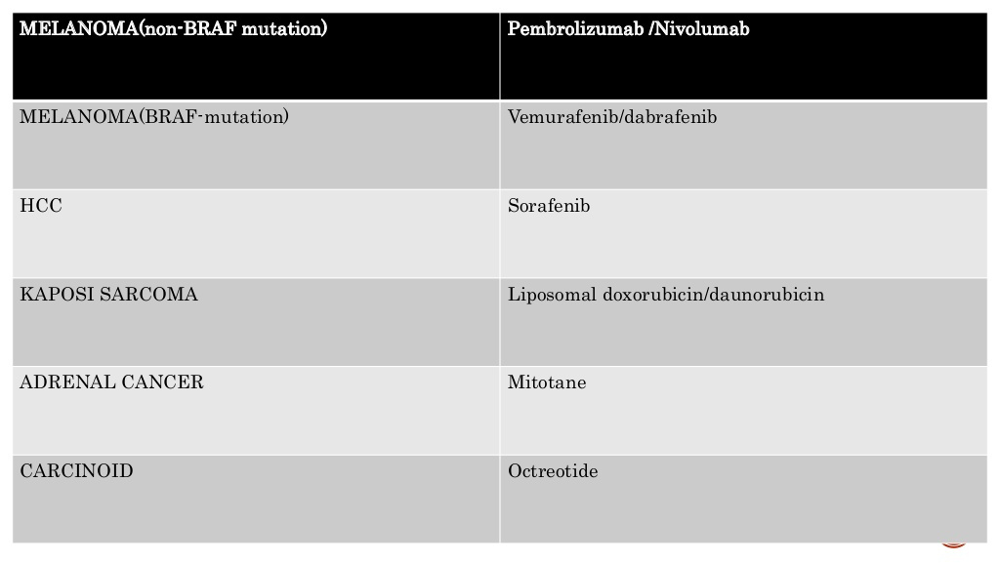 MELANOMA(non-BRAF mutation) Pembrolizumab /Nivolumab
MELANOMA(BRAF-mutation) Vemurafenib/dabrafenib
HCC Sorafenib
KAPOSI SARCOMA Liposomal doxorubicin/daunorubicin
ADRENAL CANCER Mitotane
CARCINOID Octreotide